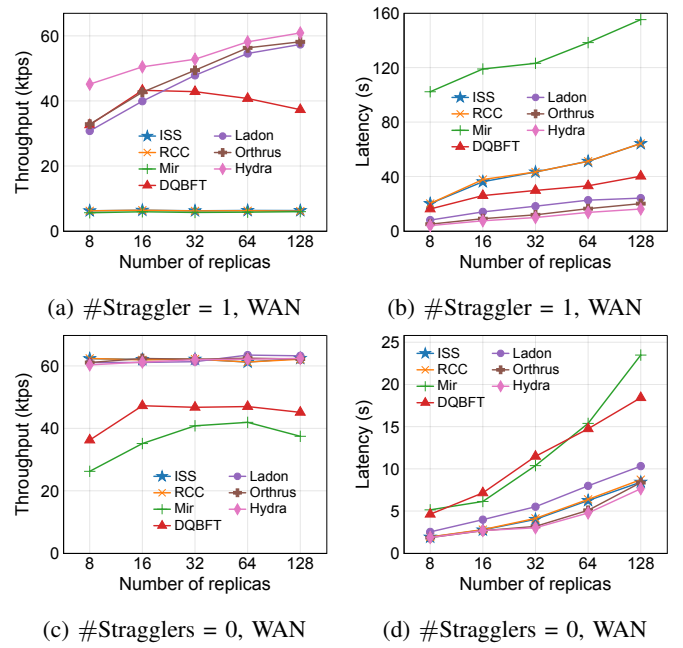 60
40
20
0
Throughput (ktps)
ISS
RCC
Mir
DQBFT
Ladon
Orthrus
Hydra
8 16 32 64 128
Number of replicas
(a) #Straggler = 1, WAN
160
120
80
40
0
Latency (s)
ISS
RCC
Mir
DQBFT
Ladon
Orthrus
Hydra
8 16 32 64 128
Number of replicas
(b) #Straggler = 1, WAN
60
40
20
0
Throughput (ktps)
ISS
RCC
Mir
DQBFT
Ladon
Orthrus
Hydra
8 16 32 64 128
Number of replicas
(c) #Stragglers = 0, WAN
25
20
15
10
5
0
Latency (s)
ISS
RCC
Mir
DQBFT
Ladon
Orthrus
Hydra
8 16 32 64 128
Number of replicas
(d) #Stragglers = 0, WAN